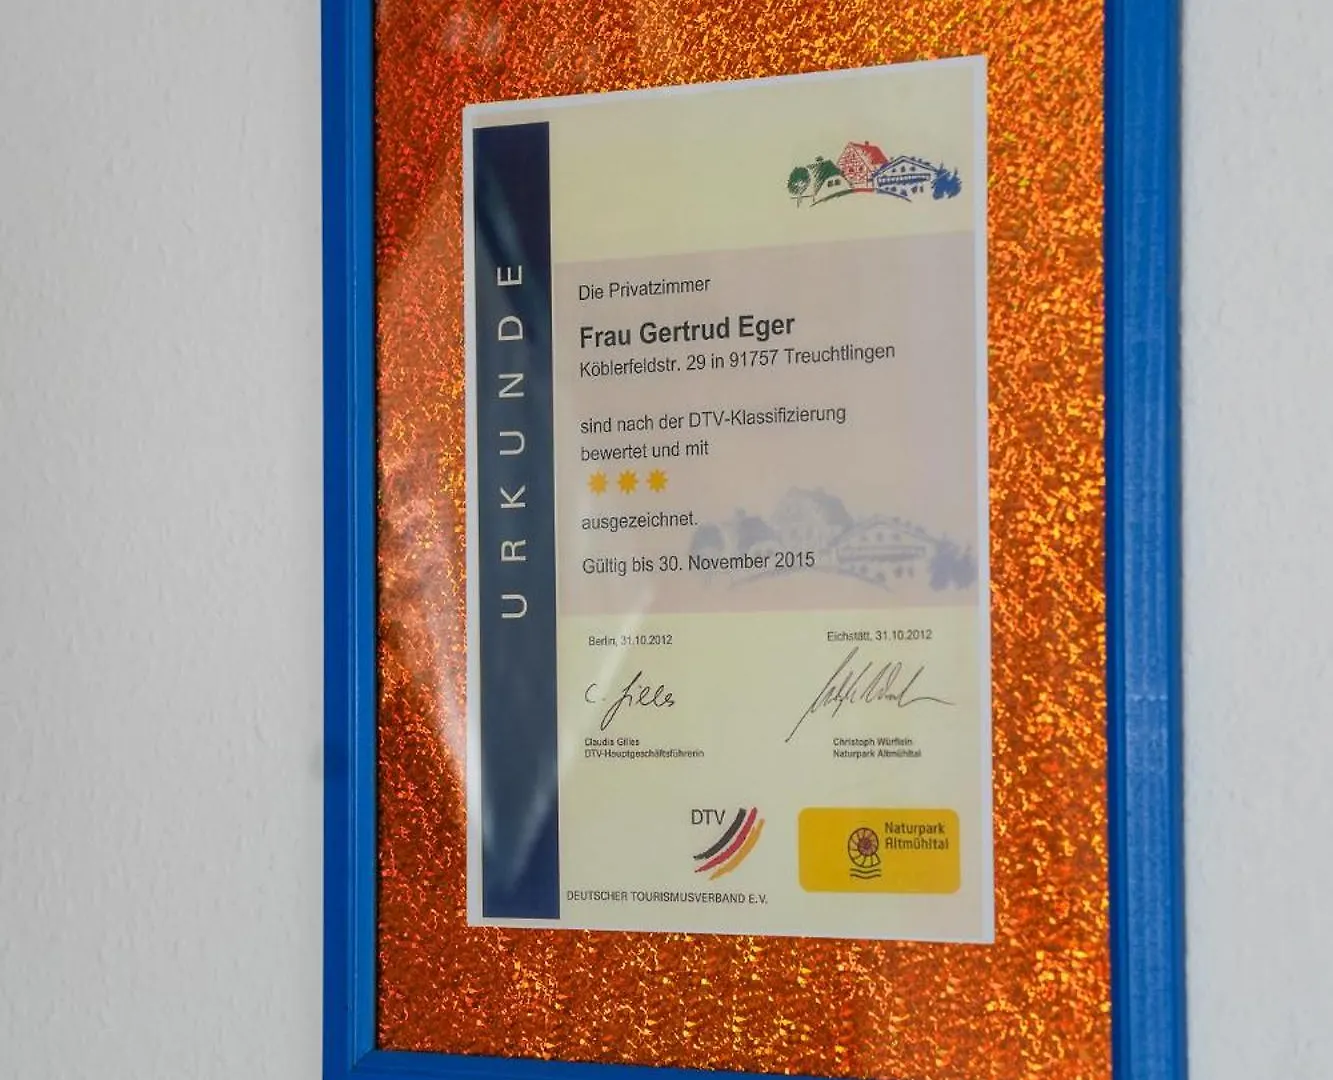 URKUNDE
Die Privatzimmer
Frau Gertrud Eger
Köblerfeldstr. 29 in 91757 Treuchtlingen
sind nach der DTV-Klassifizierung
bewertet und mit
ausgezeichnet.
Gültig bis 30. November 2015
Berlin, 31.10.2012
C. Gilles
Claudia Gilles
DTV-Hauptgeschäftsführerin
Eichstätt, 31.10.2012
Christoph Würflein
Naturpark Altmühltal
DTV
DEUTSCHER TOURISMUSVERBAND E.V.
Naturpark
Altmühltal